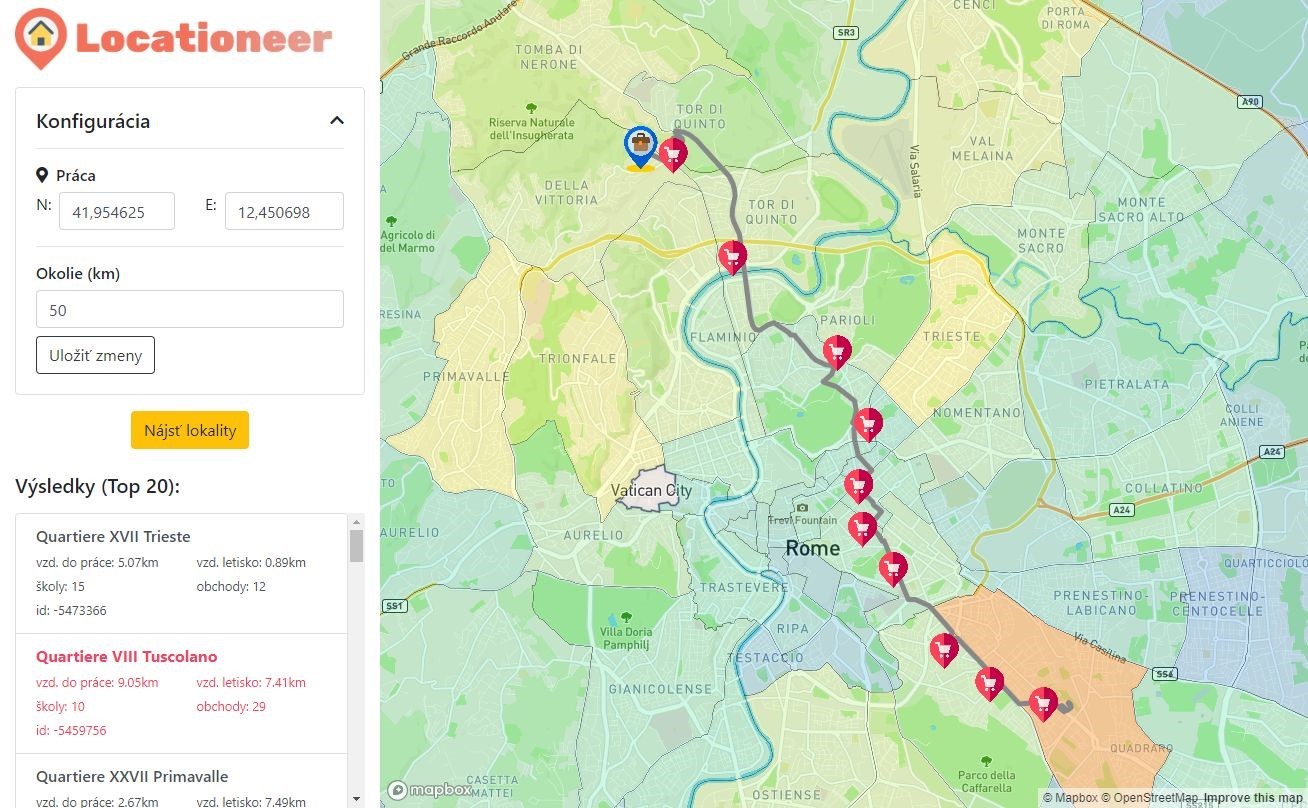 Locationeer
Konfigurácia
Práca
N:
41,954625
E:
12,450698
Okolie (km)
50
Uložiť zmeny
Nájsť lokality
Výsledky (Top 20):
Quartiere XVII Trieste
vzd. do práce: 5.07km
vzd. letisko: 0.89km
školy: 15
obchody: 12
id: -5473366
Quartiere VIII Tuscolano
vzd. do práce: 9.05km
vzd. letisko: 7.41km
školy: 10
obchody: 29
id: -5459756
Quartiere XXVII Primavalle
vzd. do práce: 2.67km
vzd. letisko: 7.49km
Grande Raccordo Anulare
TOMBA DI
NERONE
SR3
CENCI
PORTA
DI ROMA
A90
Riserva Naturale
dell'Insugherata
TOR DI
QUINTO
Via Salaria
VAL
MELAINA
DELLA
VITTORIA
TOR DI
QUINTO
MONTE
SACRO ALTO
MONTE
SACRO
Agricolo di
del Marmo
RESINA
FLAMINIO
PARIOLI
TRIESTE
TRIONFALE
PRIMAVALLE
PIETRALATA
NOMENTANO
COLLI
ANIENE
A24
COLLATINO
A24
Vatican City
AURELIO
AURELIO
Trevi Fountain
Rome
QUARTICCIOLO
TRASTEVERE
SS1
PRENESTINO-
LABICANO
PRENESTINO-
CENTOCELLE
Villa Doria
Pamphilj
RIPA
TESTACCIO
Via Casilina
SS6
GIANICOLENSE
QUADRARO
CASETTA
MATTEI
Parco della
Caffarella
OSTIENSE
mapbox
© Mapbox © OpenStreetMap Improve this map